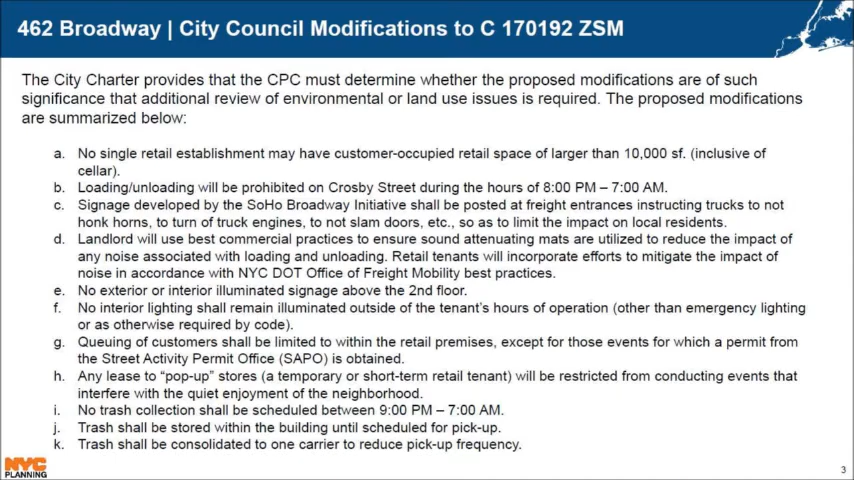 462 Broadway | City Council Modifications to C 170192 ZSM
The City Charter provides that the CPC must determine whether the proposed modifications are of such
significance that additional review of environmental or land use issues is required. The proposed modifications
are summarized below:
a. No single retail establishment may have customer-occupied retail space of larger than 10,000 sf. (inclusive of
cellar).
b. Loading/unloading will be prohibited on Crosby Street during the hours of 8:00 PM – 7:00 AM.
c. Signage developed by the SoHo Broadway Initiative shall be posted at freight entrances instructing trucks to not
honk horns, to turn of truck engines, to not slam doors, etc., so as to limit the impact on local residents.
d. Landlord will use best commercial practices to ensure sound attenuating mats are utilized to reduce the impact of
any noise associated with loading and unloading. Retail tenants will incorporate efforts to mitigate the impact of
noise in accordance with NYC DOT Office of Freight Mobility best practices.
e. No exterior or interior illuminated signage above the 2nd floor.
f. No interior lighting shall remain illuminated outside of the tenant's hours of operation (other than emergency lighting
or as otherwise required by code).
g. Queuing of customers shall be limited to within the retail premises, except for those events for which a permit from
the Street Activity Permit Office (SAPO) is obtained.
h. Any lease to “pop-up” stores (a temporary or short-term retail tenant) will be restricted from conducting events that
interfere with the quiet enjoyment of the neighborhood.
i. No trash collection shall be scheduled between 9:00 PM – 7:00 AM.
j. Trash shall be stored within the building until scheduled for pick-up.
k. Trash shall be consolidated to one carrier to reduce pick-up frequency.
NYC
PLANNING
3